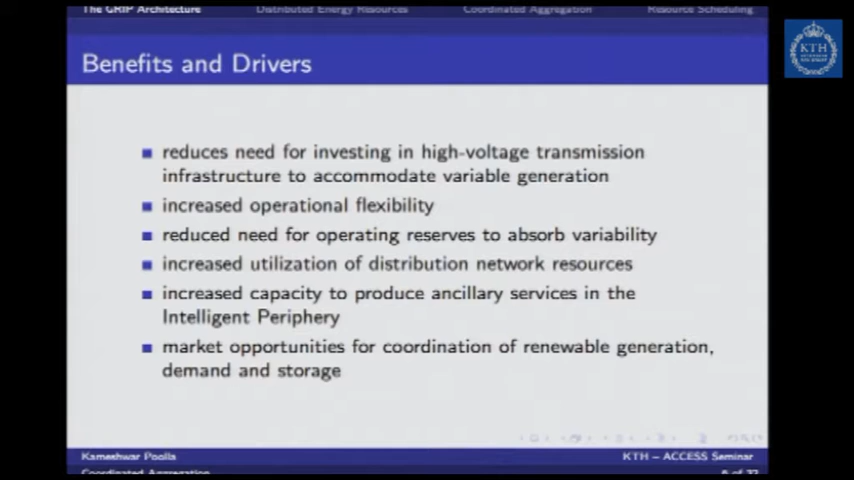 The GRIP Architecture
Distributed Energy Resources
Coordinated Aggregation
Resource Scheduling
Benefits and Drivers
KTH
reduces need for investing in high-voltage transmission
infrastructure to accommodate variable generation
increased operational flexibility
reduced need for operating reserves to absorb variability
increased utilization of distribution network resources
increased capacity to produce ancillary services in the
Intelligent Periphery
market opportunities for coordination of renewable generation,
demand and storage
Kameshwar Poolla
KTH – ACCESS Seminar
Coordinated Aggregation